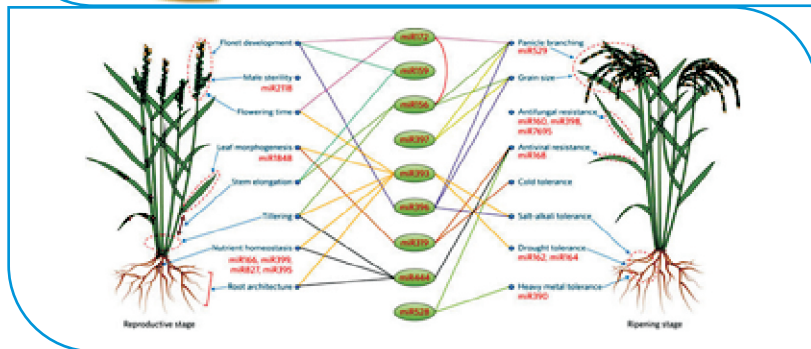 Floret development
Male sterility
miR2118
Flowering time
Leaf morphogenesis
miR1848
Stem elongation
Tillering
Nutrient homeostasis
miR166, miR399,
miR827, miR395
Root architecture
Reproductive stage
miR172
miR159
miR156
miR397
miR393
miR396
miR319
miR444
miR528
Panicle branching
miR529
Grain size
Antifungal resistance
miR160, miR398,
miR7695
Antiviral resistance
miR168
Cold tolerance
Salt-alkali tolerance
Drought tolerance
miR162, miR164
Heavy metal tolerance
miR390
Ripening stage